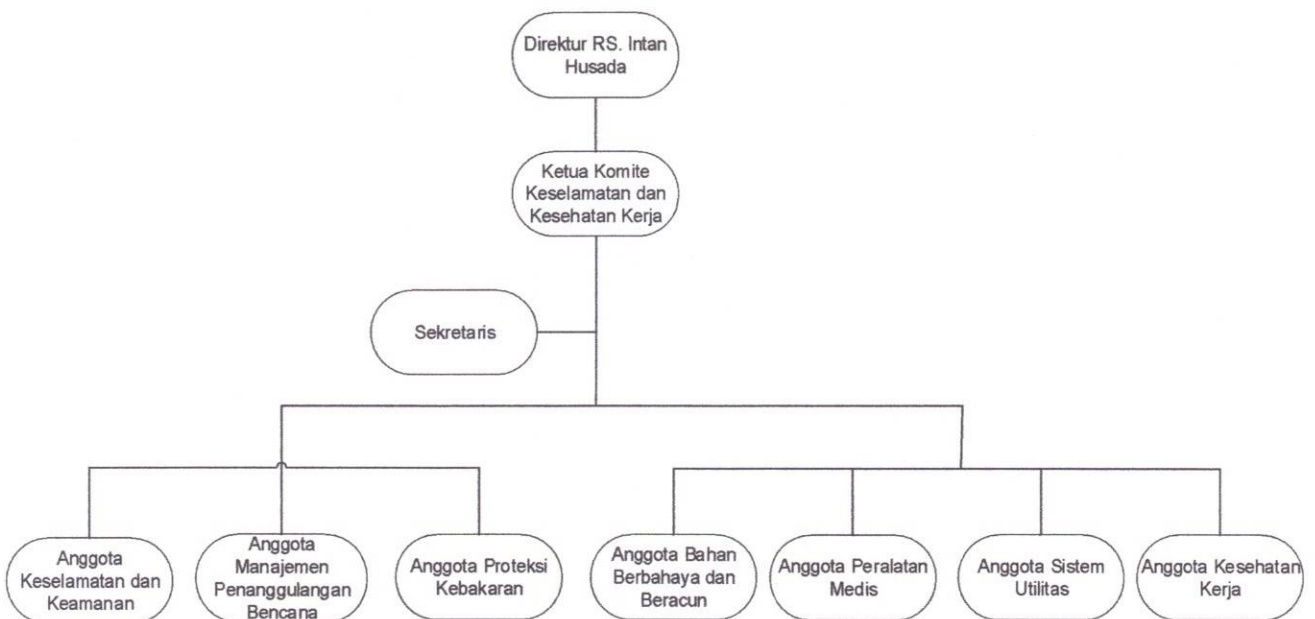 Direktur RS. Intan
Husada
Ketua Komite
Keselamatan dan
Kesehatan Kerja
Sekretaris
Anggota
Keselamatan dan
Keamanan
Anggota
Manajemen
Penanggulangan
Bencana
Anggota Proteksi
Kebakaran
Anggota Bahan
Berbahaya dan
Beracun
Anggota Peralatan
Medis
Anggota Sistem
Utilitas
Anggota Kesehatan
Kerja